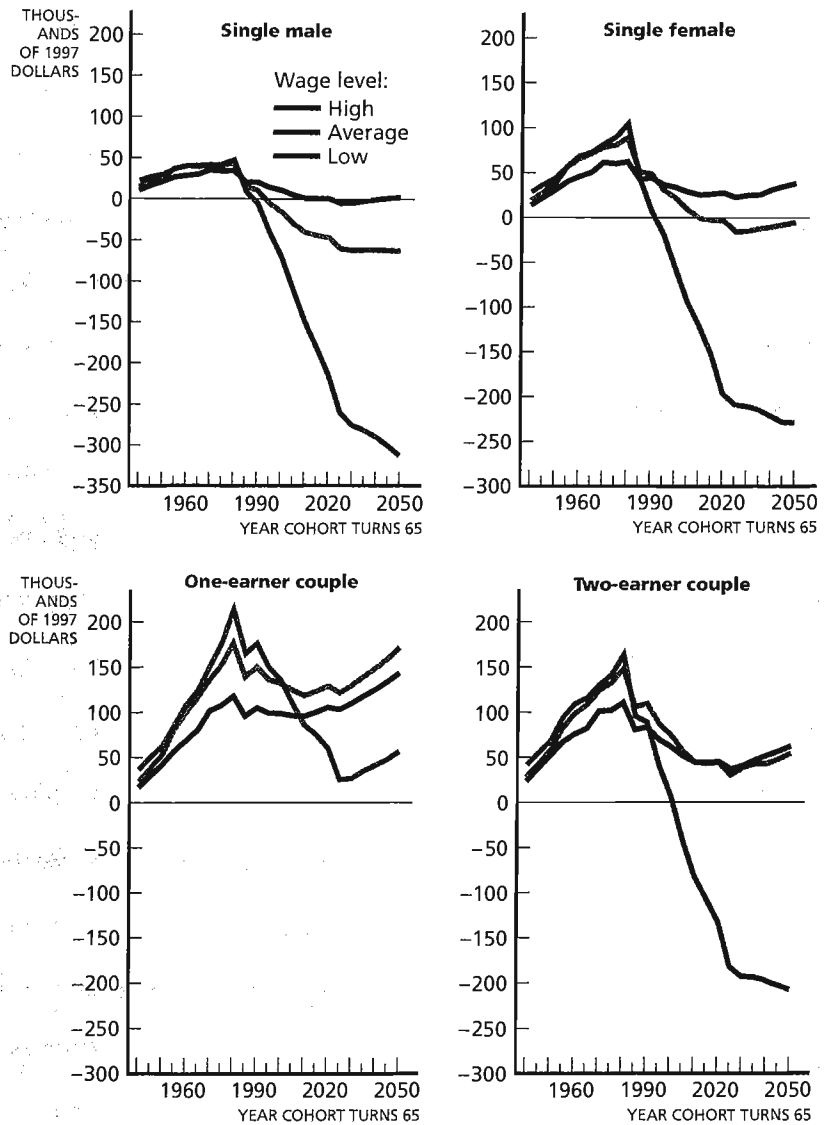 THOUS-
ANDS
OF 1997
DOLLARS
Single male
200
150
100
50
0
−50
−100
−150
−200
−250
−300
−350
Wage level:
High
Average
Low
1960 1990 2020 2050
YEAR COHORT TURNS 65
Single female
200
150
100
50
0
−50
−100
−150
−200
−250
−300
1960 1990 2020 2050
YEAR COHORT TURNS 65
THOUS-
ANDS
OF 1997
DOLLARS
One-earner couple
200
150
100
50
0
−50
−100
−150
−200
−250
−300
1960 1990 2020 2050
YEAR COHORT TURNS 65
Two-earner couple
200
150
100
50
0
−50
−100
−150
−200
−250
−300
1960 1990 2020 2050
YEAR COHORT TURNS 65